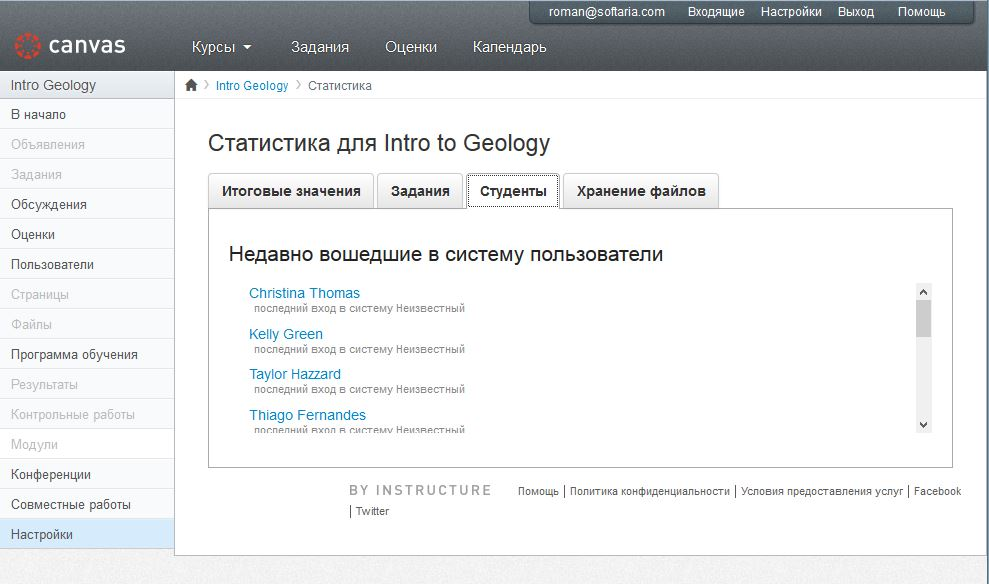 roman@softaria.com Входящие Настройки Выход Помощь
canvas Курсы Задания Оценки Календарь
Intro Geology
Intro Geology Статистика
В начало
Объявления
Задания
Обсуждения
Оценки
Пользователи
Страницы
Файлы
Программа обучения
Результаты
Контрольные работы
Модули
Конференции
Совместные работы
Настройки
Статистика для Intro to Geology
Итоговые значения Задания Студенты Хранение файлов
Недавно вошедшие в систему пользователи
Christina Thomas
последний вход в систему Неизвестный
Kelly Green
последний вход в систему Неизвестный
Taylor Hazzard
последний вход в систему Неизвестный
Thiago Fernandes
последний вход в систему Неизвестный
BY INSTRUCTURE Помощь | Политика конфиденциальности | Условия предоставления услуг | Facebook
| Twitter